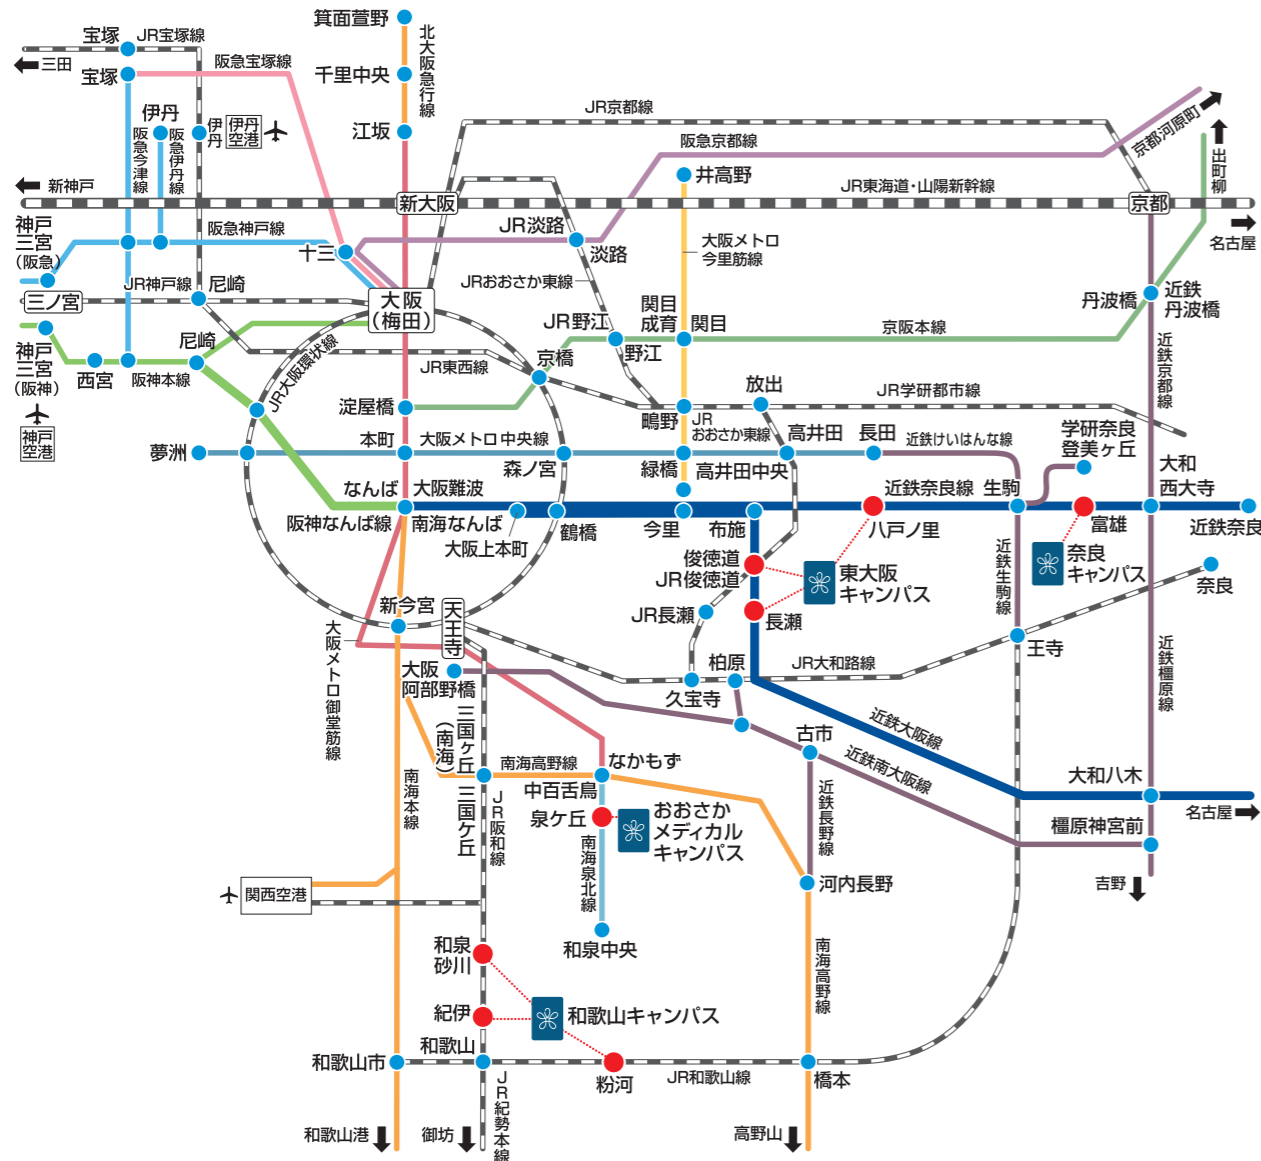 箕面萱野
北大阪急行線
千里中央
江坂
宝塚
JR宝塚線
三田
宝塚
阪急宝塚線
伊丹
阪急今津線
阪急伊丹線
伊丹
伊丹
空港
JR京都線
阪急京都線
京都河原町
出町柳
新神戸
新大阪
井高野
JR東海道・山陽新幹線
京都
名古屋
神戸
三宮
(阪急)
阪急神戸線
十三
JR淡路
淡路
大阪メトロ
今里筋線
JRおおさか東線
JR神戸線
尼崎
三ノ宮
大阪
(梅田)
丹波橋
近鉄
丹波橋
関目
成育
関目
JR野江
野江
京阪本線
神戸
三宮
(阪神)
西宮
阪神本線
尼崎
JR大阪環状線
JR東西線
京橋
近鉄京都線
神戸
空港
淀屋橋
鴫野
JR
おおさか東線
放出
JR学研都市線
夢洲
本町
大阪メトロ中央線
森ノ宮
緑橋
高井田
高井田中央
長田
近鉄けいはんな線
学研奈良
登美ヶ丘
なんば
大阪難波
阪神なんば線
南海なんば
大阪上本町
鶴橋
今里
布施
近鉄奈良線
八戸ノ里
生駒
富雄
大和
西大寺
近鉄奈良
俊徳道
JR俊徳道
東大阪
キャンパス
奈良
キャンパス
近鉄生駒線
奈良
新今宮
天王寺
JR長瀬
長瀬
王寺
大阪メトロ御堂筋線
大阪
阿部野橋
久宝寺
柏原
JR大和路線
近鉄橿原線
三国ヶ丘
(南海)
南海高野線
なかもず
中百舌鳥
古市
近鉄大阪線
近鉄南大阪線
大和八木
名古屋
南海本線
三国ケ丘
JR阪和線
泉ケ丘
おおさか
メディカル
キャンパス
近鉄長野線
橿原神宮前
南海泉北線
河内長野
吉野
関西空港
和泉中央
和泉
砂川
南海高野線
紀伊
和歌山キャンパス
和歌山市
和歌山
粉河
JR和歌山線
橋本
和歌山港
御坊
JR紀勢本線
高野山